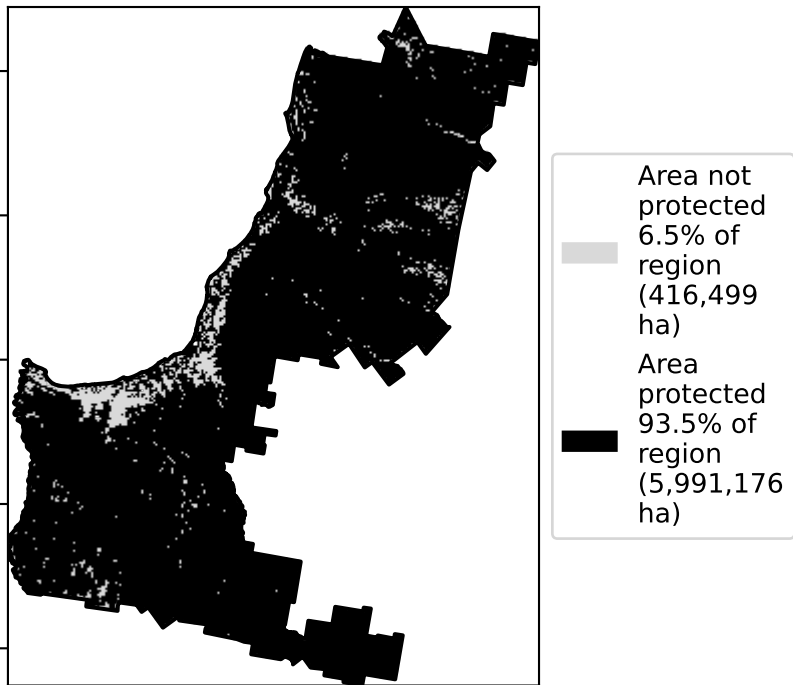 Area not
protected
6.5% of
region
(416,499
ha)
Area
protected
93.5% of
region
(5,991,176
ha)